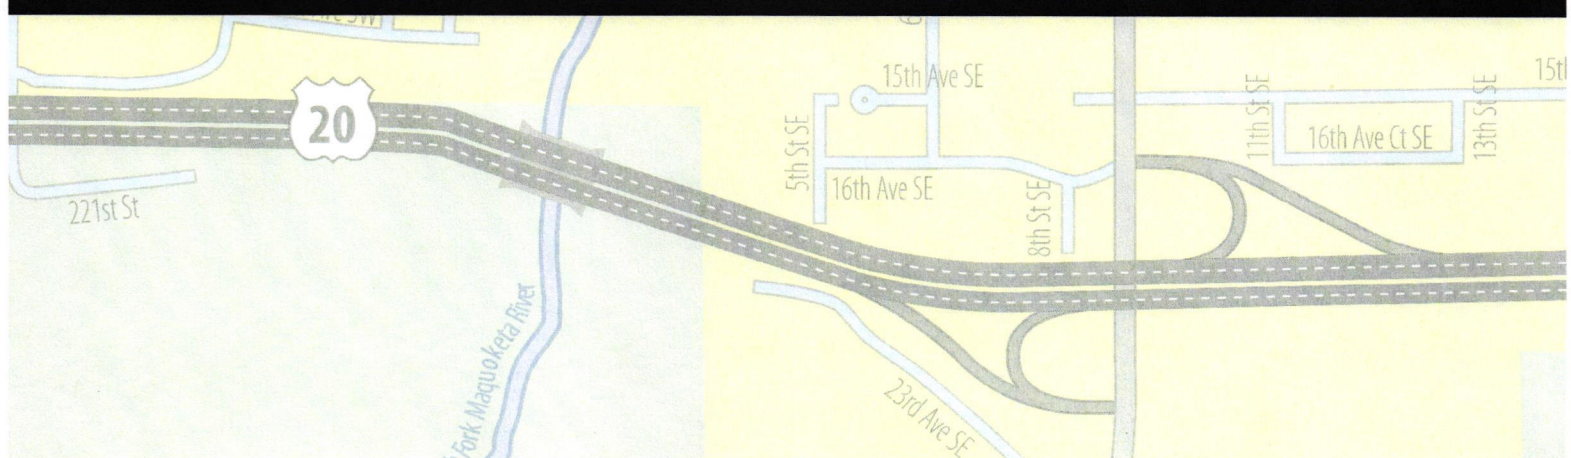 15th Ave SE
20
5th St SE
11th St SE
16th Ave Ct SE
13th St SE
16th Ave SE
221st St
8th St SE
Fork Maquoketa River
23rd Ave SE